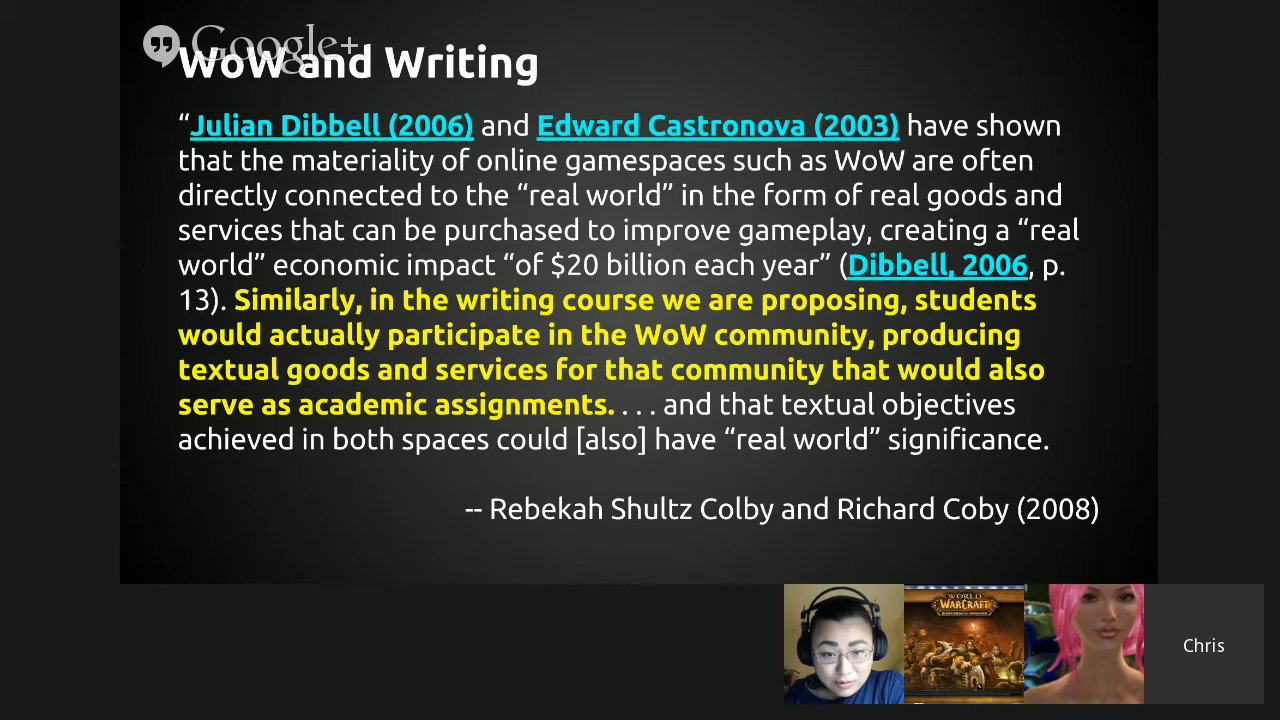 Google+
WoW and Writing
“Julian Dibbell (2006) and Edward Castronova (2003) have shown
that the materiality of online gamespaces such as WoW are often
directly connected to the “real world” in the form of real goods and
services that can be purchased to improve gameplay, creating a “real
world” economic impact “of $20 billion each year” (Dibbell, 2006, p.
13). Similarly, in the writing course we are proposing, students
would actually participate in the WoW community, producing
textual goods and services for that community that would also
serve as academic assignments. . . . and that textual objectives
achieved in both spaces could [also] have “real world” significance.
-- Rebekah Shultz Colby and Richard Coby (2008)
WORLD
WARCRAFT
Chris